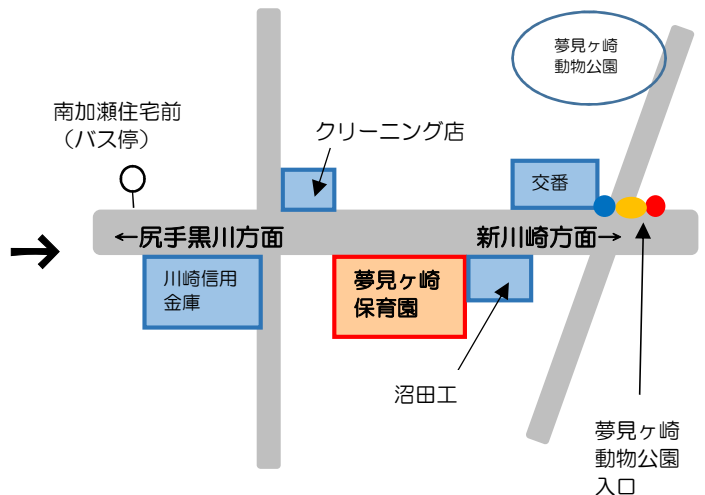 夢見ヶ崎
動物公園
南加瀬住宅前
（バス停）
クリーニング店
交番
←尻手黒川方面
新川崎方面→
川崎信用
金庫
夢見ヶ崎
保育園
沼田工
夢見ヶ崎
動物公園
入口